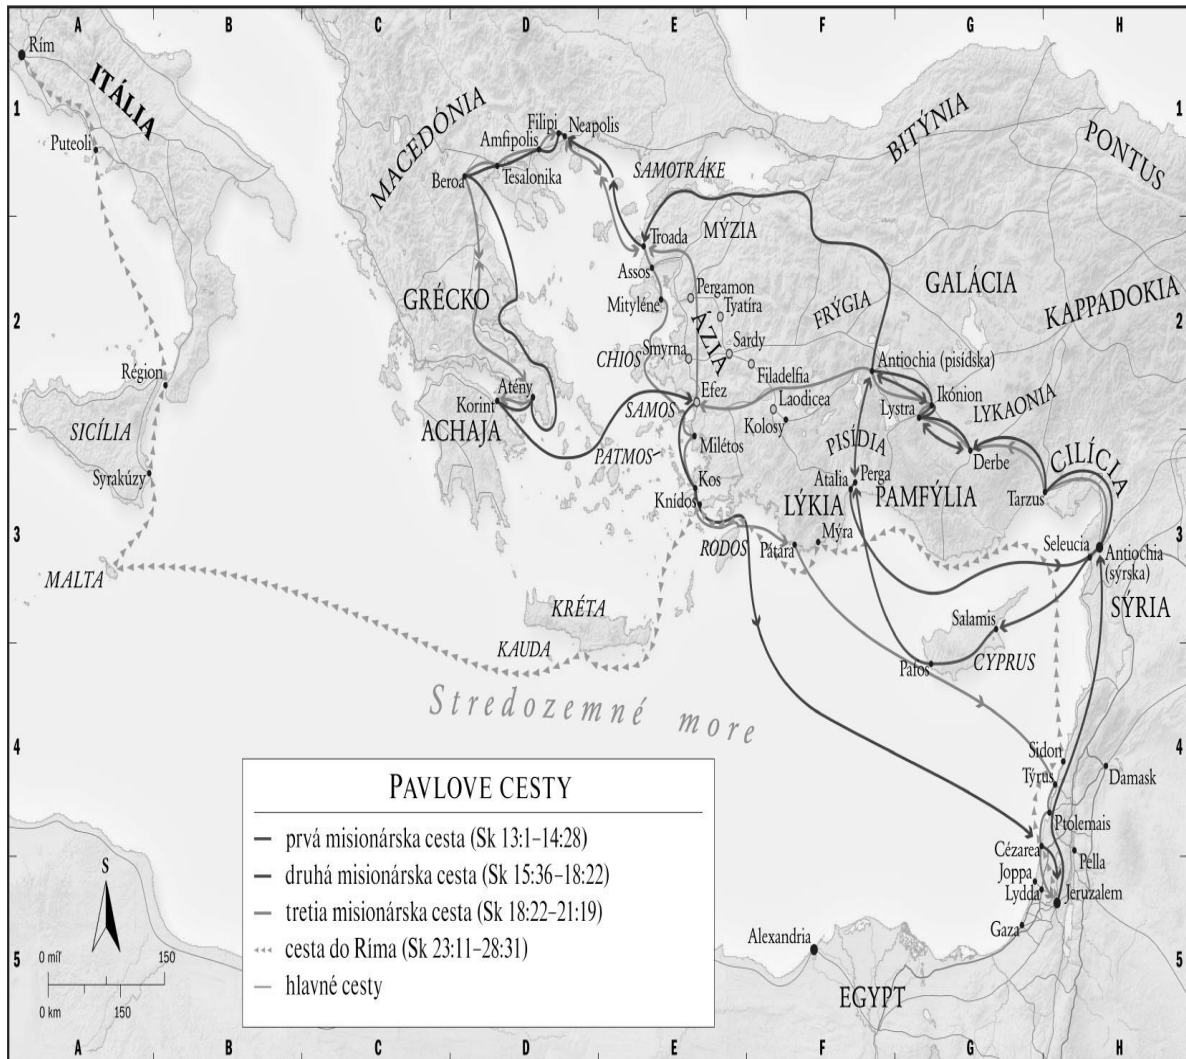 A B C D E F G H
Rím
ITÁLIA
1
Puteoli
MACEDÓNIA
Filipi
Neapolis
Amfipolis
Beroa
Tesalonika
SAMOTRÁKE
BITÝNIA
PONTUS
1
Troada
MÝZIA
Assos
GRÉCKO
Mityléné
Pergamon
Tyatíra
ÁZIA
FRÝGIA
GALÁCIA
KAPPADOKIA
2
2
CHIOS
Smyrna
Sardy
Filadelfia
Antiochia (pisídska)
Région
Atény
Korint
ACHAJA
Efez
SAMOS
Laodicea
Kolosy
Ikónion
Lystra
LYKAONIA
SICÍLIA
Syrakúzy
PATMOS
Milétos
PISÍDIA
Derbe
CILÍCIA
Kos
Knídos
Atalia
Perga
LÝKIA
PAMFÝLIA
Tarzus
3
RODOS
Pátara
Mýra
Seleucia
Antiochia
(sýrska)
3
MALTA
KRÉTA
KAUDA
Salamis
SÝRIA
Pafos
CYPRUS
Stredozemné more
4
Sidon
Týrus
Damask
4
PAVLOVE CESTY
prvá misionárska cesta (Sk 13:1–14:28)
druhá misionárska cesta (Sk 15:36–18:22)
tretia misionárska cesta (Sk 18:22–21:19)
cesta do Ríma (Sk 23:11–28:31)
hlavné cesty
Ptolemais
Cézarea
Pella
Joppa
Lydda
Jeruzalem
Gaza
S
Alexandria
5
0 míľ 150
0 km 150
EGYPT
5
A B C D E F G H